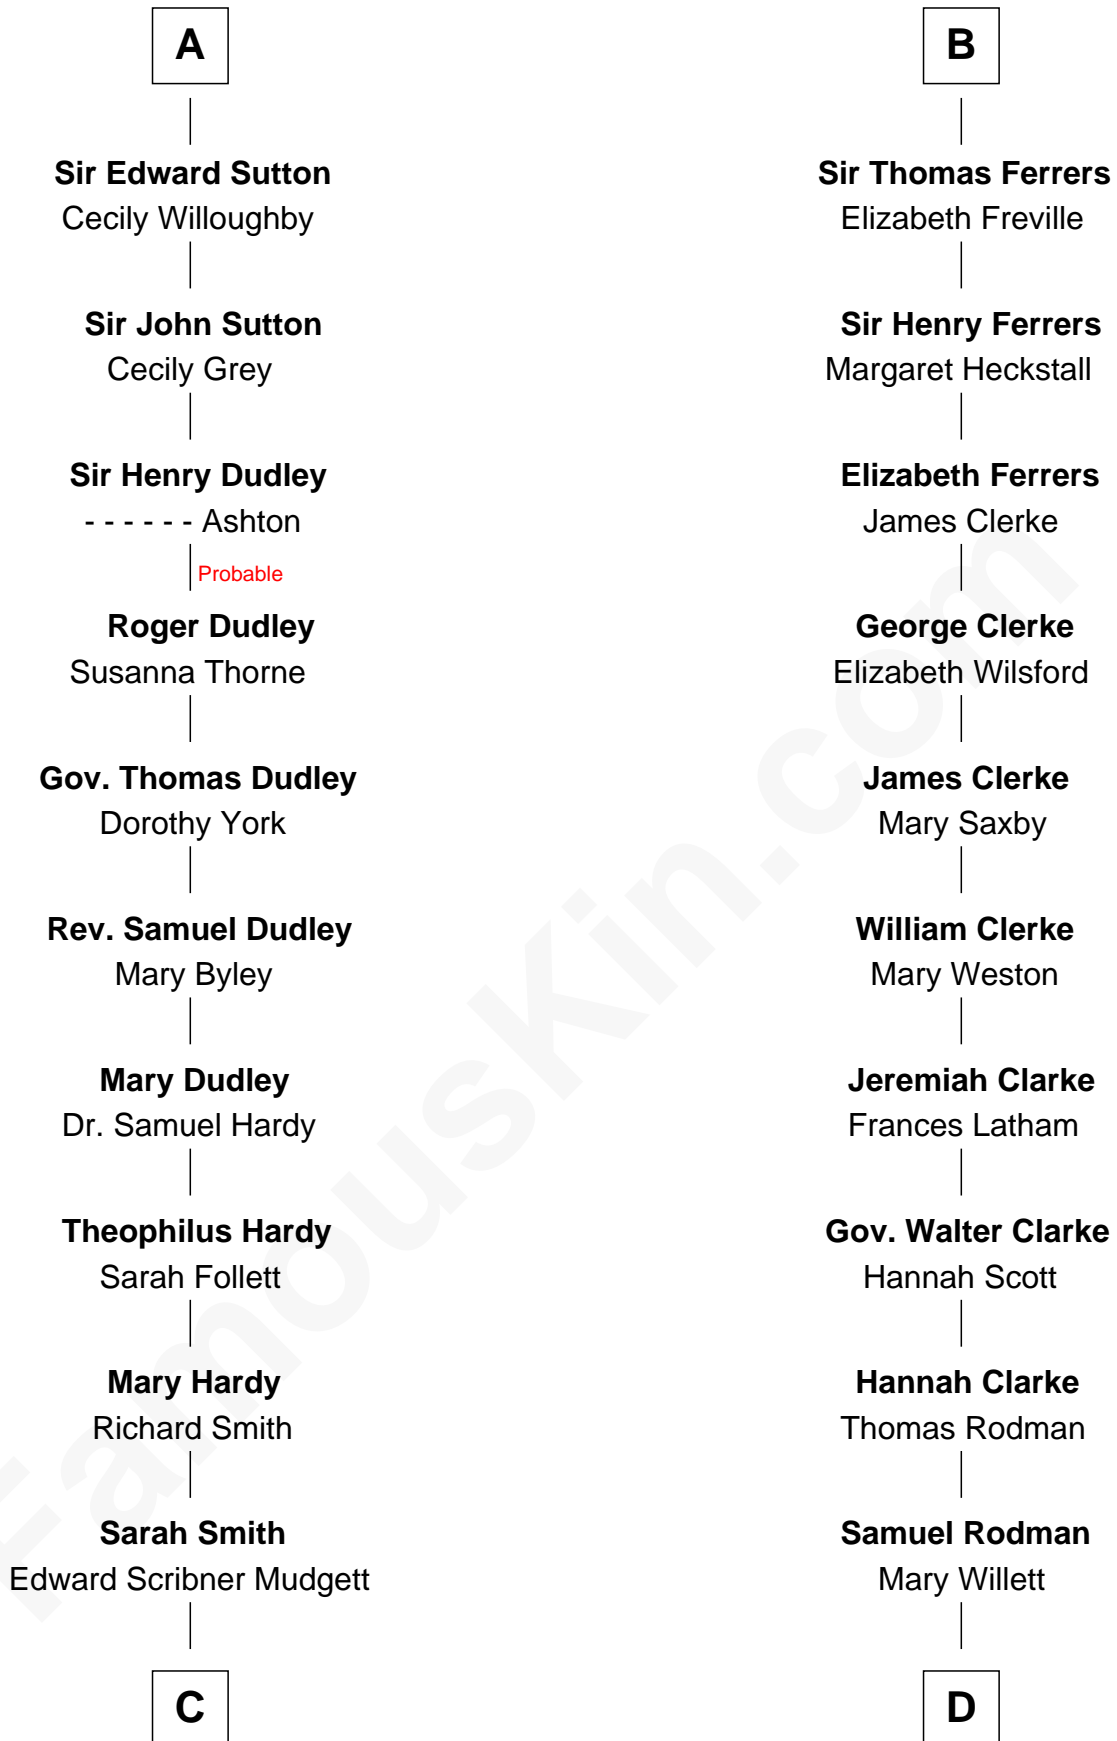 A
Sir Edward Sutton
Cecily Willoughby
Sir John Sutton
Cecily Grey
Sir Henry Dudley
- - - - - - Ashton
Probable
Roger Dudley
Susanna Thorne
Gov. Thomas Dudley
Dorothy York
Rev. Samuel Dudley
Mary Byley
Mary Dudley
Dr. Samuel Hardy
Theophilus Hardy
Sarah Follett
Mary Hardy
Richard Smith
Sarah Smith
Edward Scribner Mudgett
C
B
Sir Thomas Ferrers
Elizabeth Freville
Sir Henry Ferrers
Margaret Heckstall
Elizabeth Ferrers
James Clerke
George Clerke
Elizabeth Wilsford
James Clerke
Mary Saxby
William Clerke
Mary Weston
Jeremiah Clarke
Frances Latham
Gov. Walter Clarke
Hannah Scott
Hannah Clarke
Thomas Rodman
Samuel Rodman
Mary Willett
D
FamousKin.com